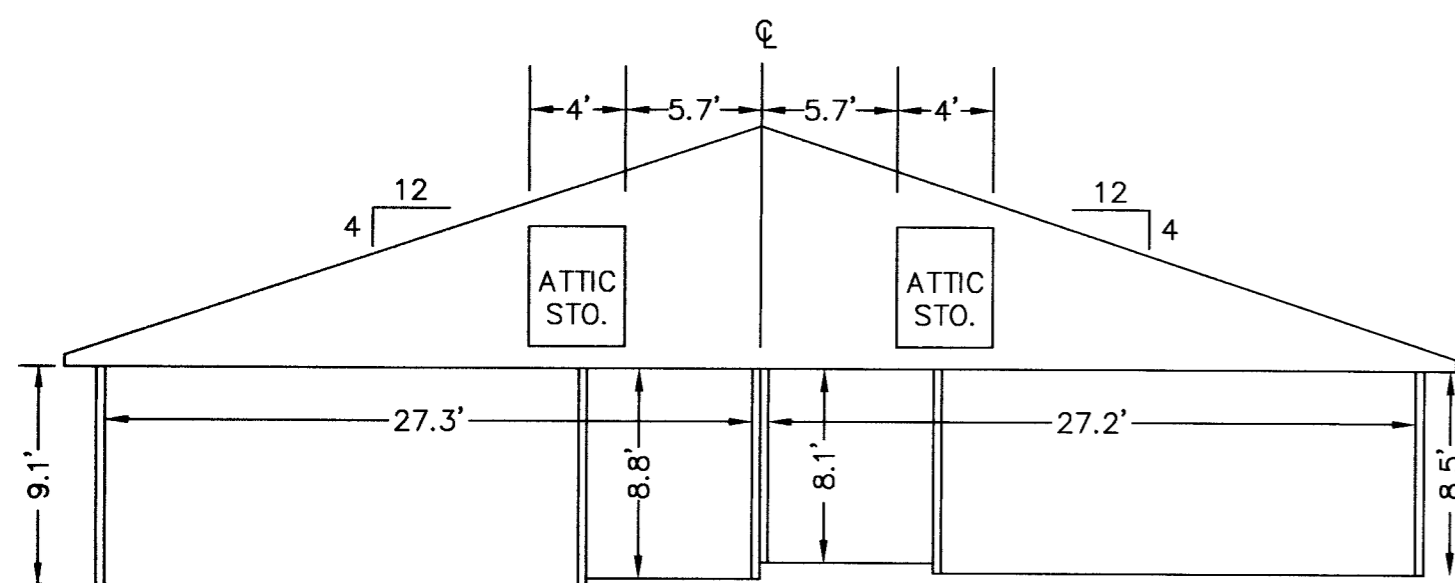 ℄
4' 5.7' 5.7' 4'
12 12
4 4
ATTIC ATTIC
STO. STO.
27.3' 27.2'
9.1' 8.8' 8.1' 8.5'